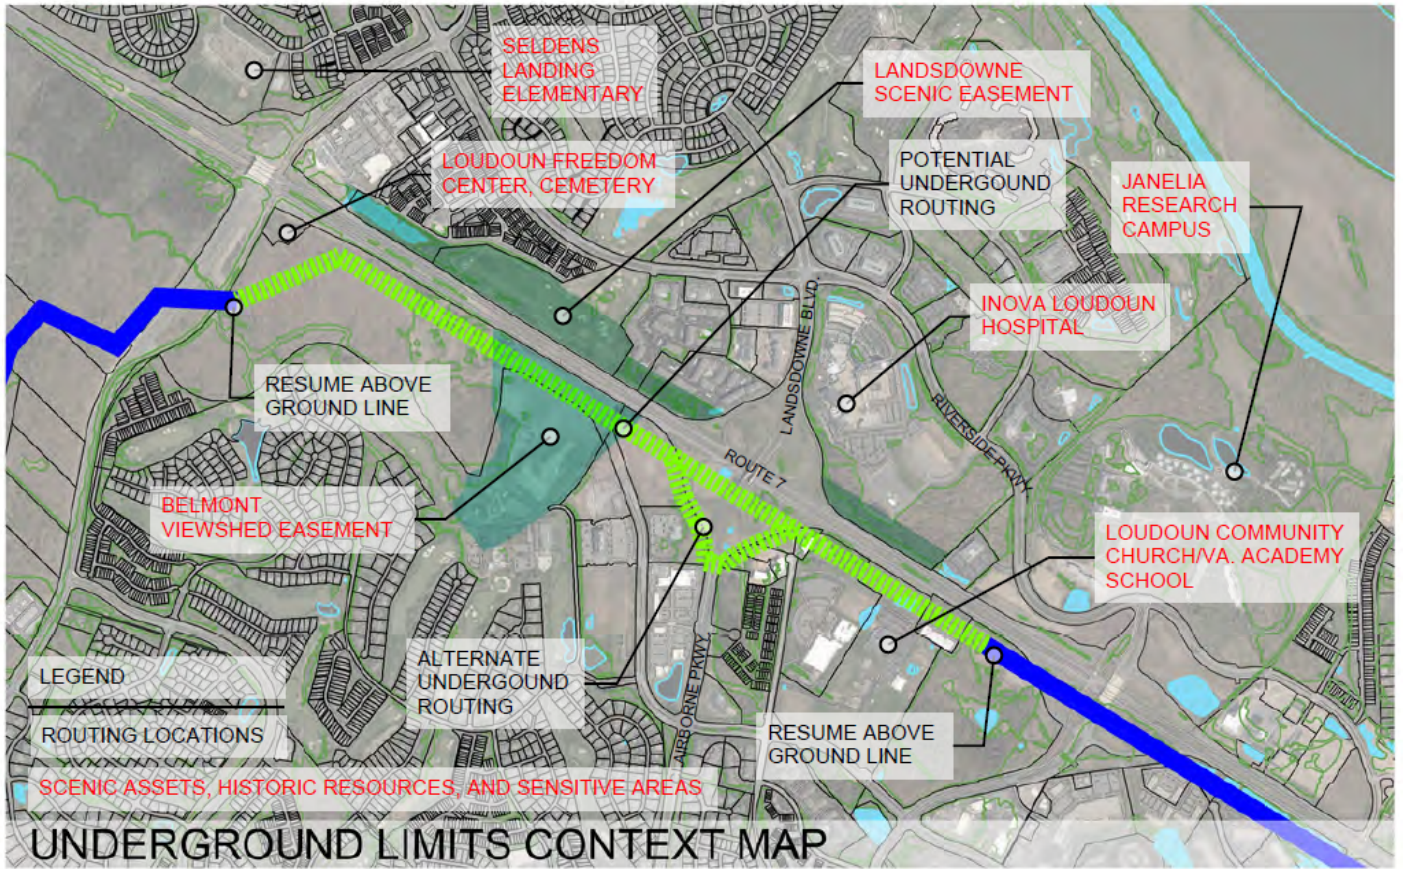 SELDENS
LANDING
ELEMENTARY
LANDSDOWNE
SCENIC EASEMENT
LOUDOUN FREEDOM
CENTER, CEMETERY
POTENTIAL
UNDERGOUND
ROUTING
JANELIA
RESEARCH
CAMPUS
INOVA LOUDOUN
HOSPITAL
LANDSDOWNE BLVD.
RESUME ABOVE
GROUND LINE
RIVERSIDE PKWY
ROUTE 7
BELMONT
VIEWSHED EASEMENT
LOUDOUN COMMUNITY
CHURCH/VA. ACADEMY
SCHOOL
ALTERNATE
UNDERGOUND
ROUTING
AIRBORNE PKWY.
RESUME ABOVE
GROUND LINE
LEGEND
ROUTING LOCATIONS
SCENIC ASSETS, HISTORIC RESOURCES, AND SENSITIVE AREAS
UNDERGROUND LIMITS CONTEXT MAP